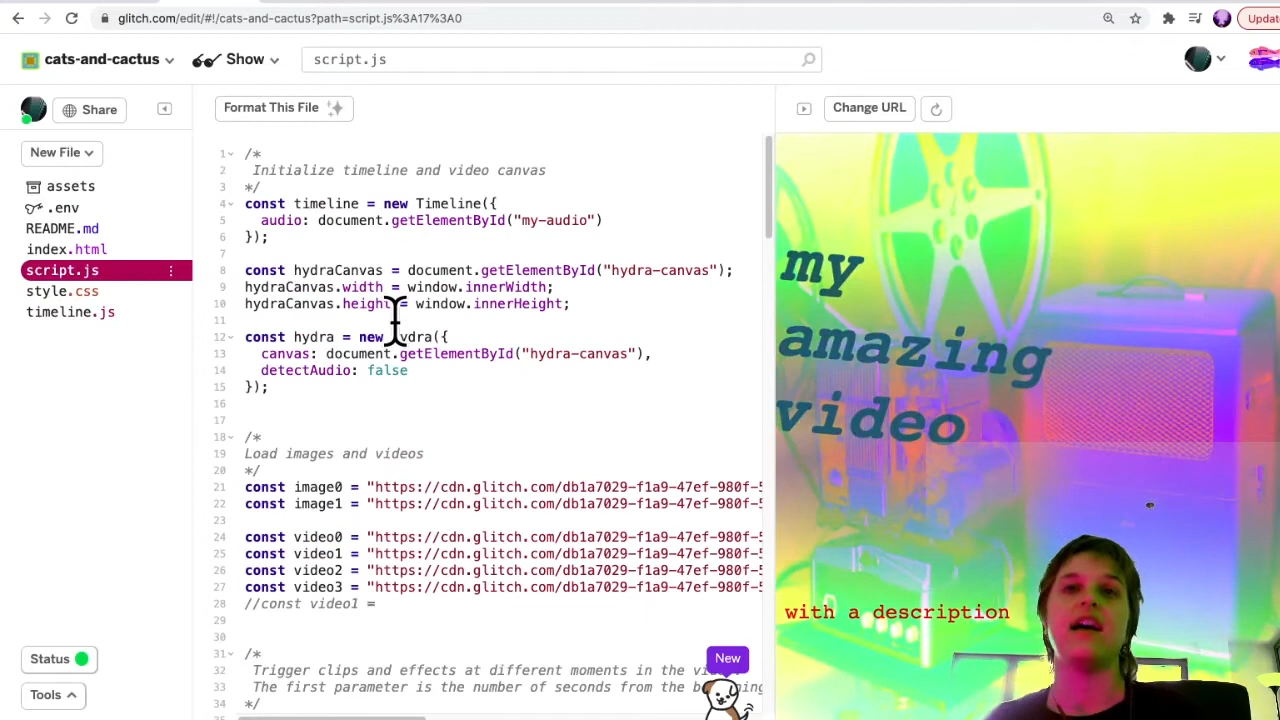 glitch.com/edit/#!/cats-and-cactus?path=script.js%3A17%3A0
cats-and-cactus
Show
script.js
Share
New File
assets
.env
README.md
index.html
script.js
style.css
timeline.js
Status
Tools
Format This File
1 /*
2 Initialize timeline and video canvas
3 */
4 const timeline = new Timeline({
5 audio: document.getElementById("my-audio")
6 });
7
8 const hydraCanvas = document.getElementById("hydra-canvas");
9 hydraCanvas.width = window.innerWidth;
10 hydraCanvas.height = window.innerHeight;
11
12 const hydra = new ydra({
13 canvas: document.getElementById("hydra-canvas"),
14 detectAudio: false
15 });
16
17
18 /*
19 Load images and videos
20 */
21 const image0 = "https://cdn.glitch.com/db1a7029-f1a9-47ef-980f-5
22 const image1 = "https://cdn.glitch.com/db1a7029-f1a9-47ef-980f-5
23
24 const video0 = "https://cdn.glitch.com/db1a7029-f1a9-47ef-980f-5
25 const video1 = "https://cdn.glitch.com/db1a7029-f1a9-47ef-980f-5
26 const video2 = "https://cdn.glitch.com/db1a7029-f1a9-47ef-980f-5
27 const video3 = "https://cdn.glitch.com/db1a7029-f1a9-47ef-980f-5
28 //const video1 =
29
30
31 /*
32 Trigger clips and effects at different moments in the
33 The first parameter is the number of seconds from the
34 */
New
Change URL
my
amazing
video
with a description